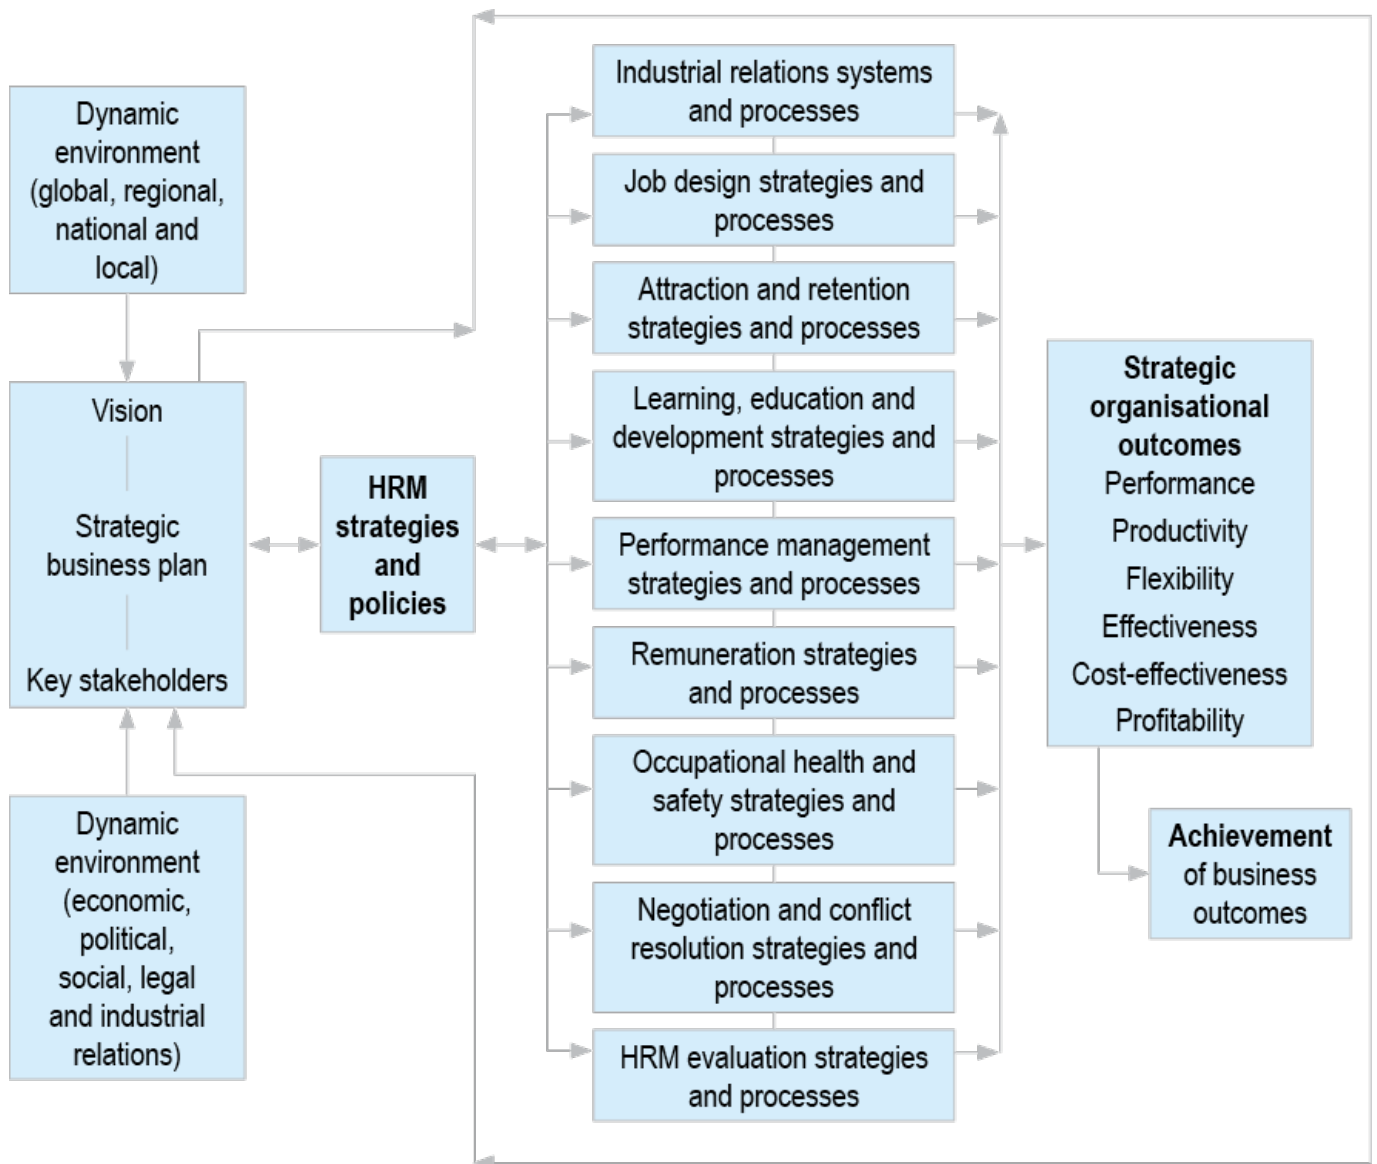 Dynamic
environment
(global, regional,
national and
local)
Vision
Strategic
business plan
Key stakeholders
Dynamic
environment
(economic,
political,
social, legal
and industrial
relations)
HRM
strategies
and
policies
Industrial relations systems
and processes
Job design strategies and
processes
Attraction and retention
strategies and processes
Learning, education and
development strategies and
processes
Performance management
strategies and processes
Remuneration strategies
and processes
Occupational health and
safety strategies and
processes
Negotiation and conflict
resolution strategies and
processes
HRM evaluation strategies
and processes
Strategic
organisational
outcomes
Performance
Productivity
Flexibility
Effectiveness
Cost-effectiveness
Profitability
Achievement
of business
outcomes